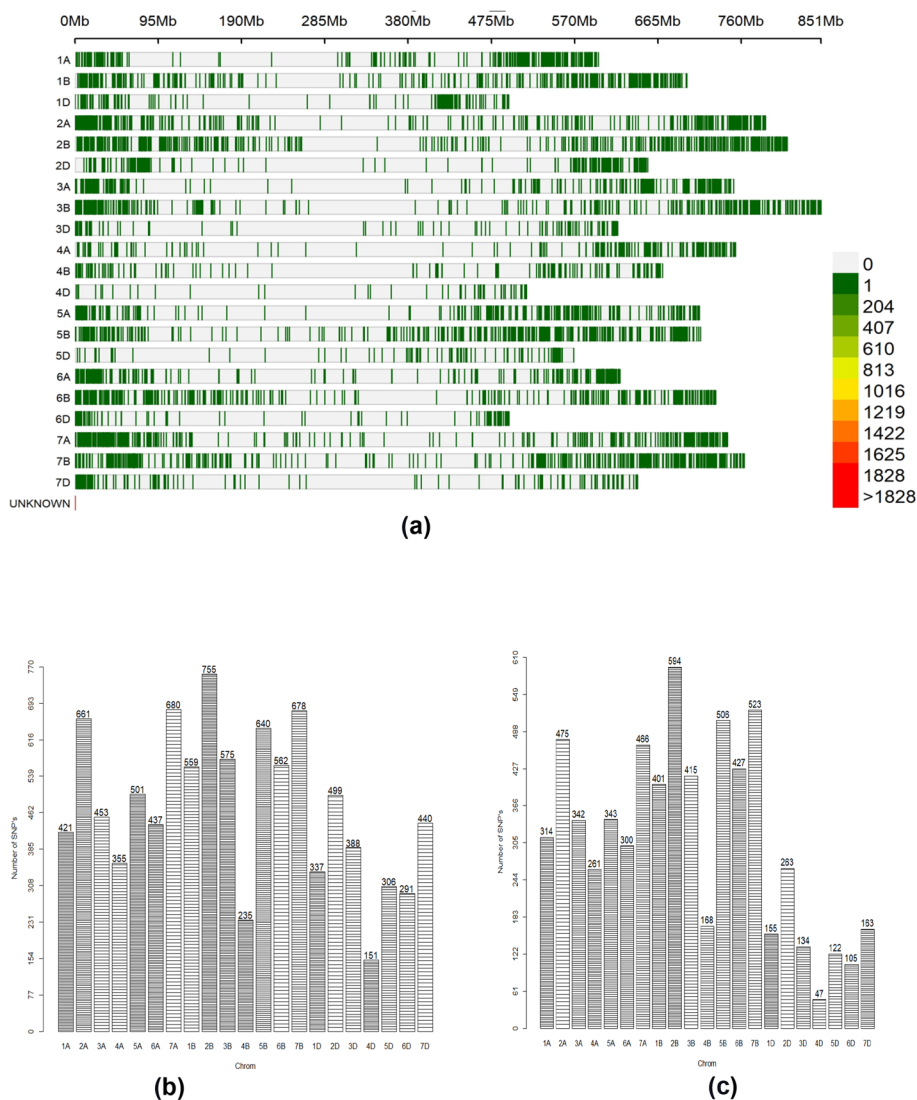 0Mb 95Mb 190Mb 285Mb 380Mb 475Mb 570Mb 665Mb 760Mb 851Mb
1A
1B
1D
2A
2B
2D
3A
3B
3D
4A
4B
4D
5A
5B
5D
6A
6B
6D
7A
7B
7D
UNKNOWN
0
1
204
407
610
813
1016
1219
1422
1625
1828
>1828
(a)
Number of SNP's
770
693
616
539
462
385
308
231
154
77
0
421 661 453 355 501 437 680 559 755 575 235 640 562 678 337 499 388 151 306 291 440
1A 2A 3A 4A 5A 6A 7A 1B 2B 3B 4B 5B 6B 7B 1D 2D 3D 4D 5D 6D 7D
Chrom
(b)
Number of SNP's
610
549
488
427
366
305
244
183
122
61
0
314 475 342 261 343 300 466 401 594 415 168 506 427 523 155 263 134 47 122 105 163
1A 2A 3A 4A 5A 6A 7A 1B 2B 3B 4B 5B 6B 7B 1D 2D 3D 4D 5D 6D 7D
Chrom
(c)